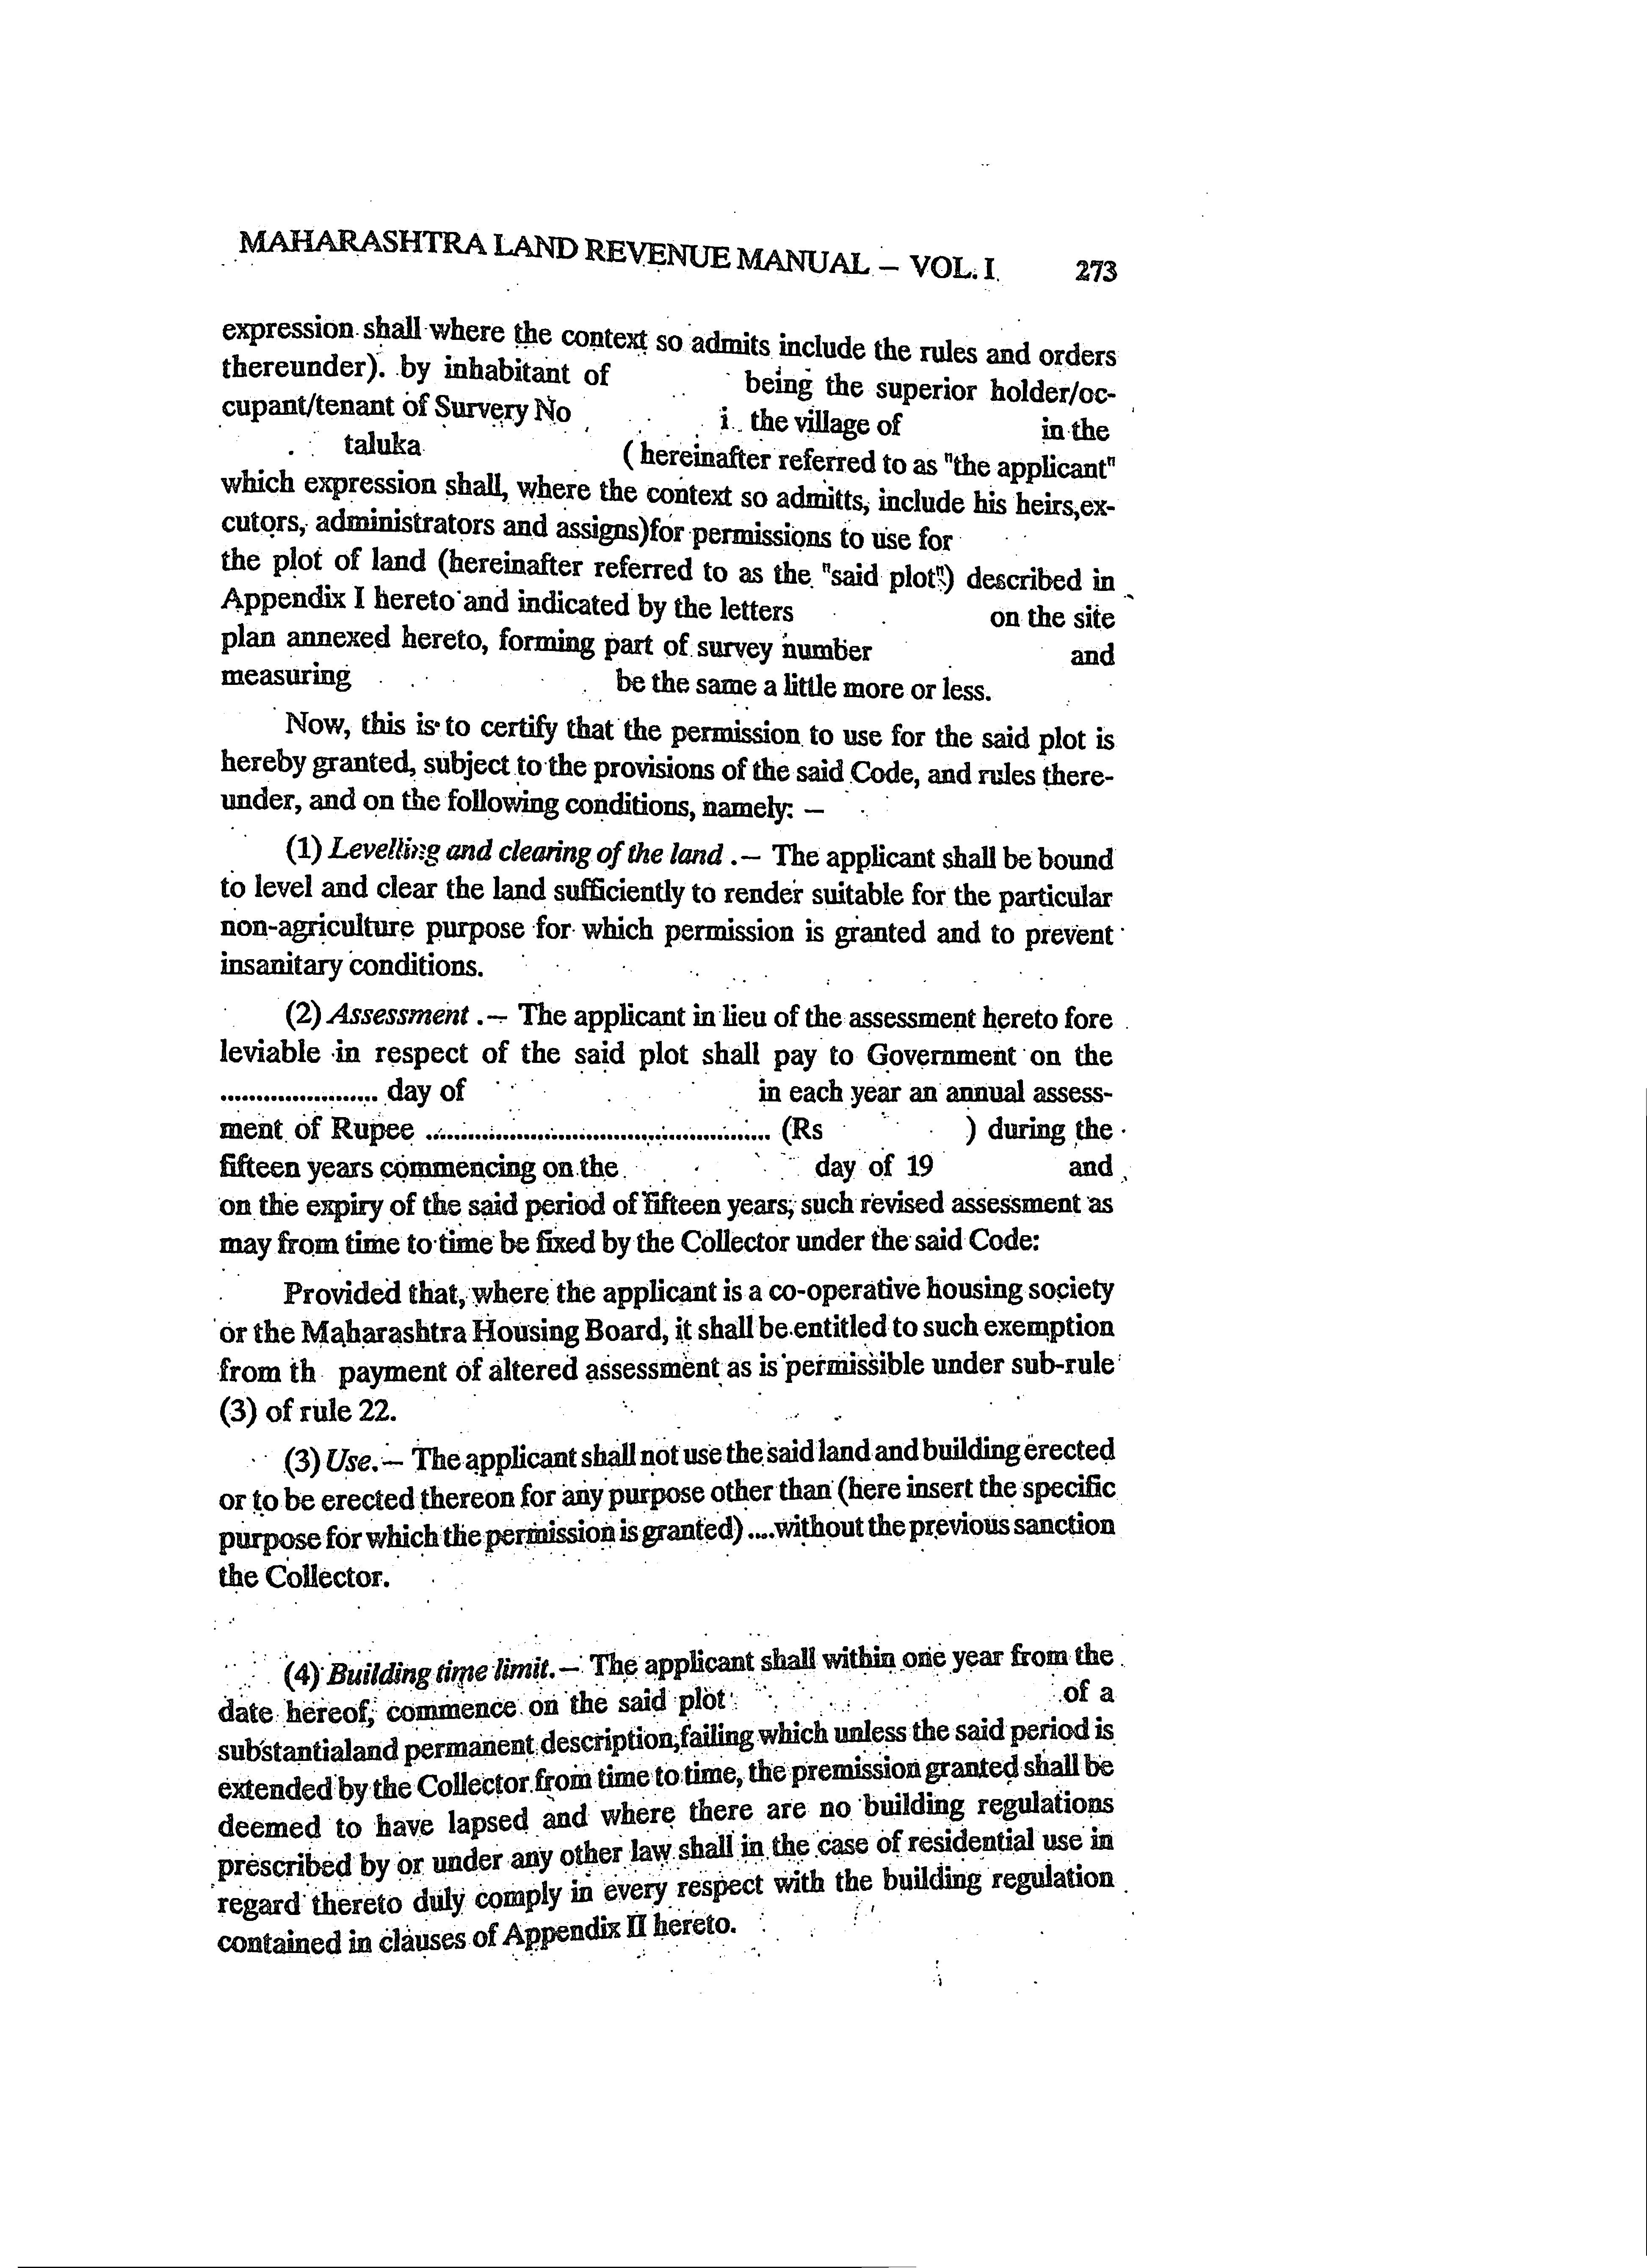 MAHARASHTRA LAND REVENUE MANUAL – VOL. I 273
expression shall where the context so admits include the rules and orders
thereunder). by inhabitant of being the superior holder/oc-
cupant/tenant of Survery No i the village of in the
taluka ( hereinafter referred to as "the applicant"
which expression shall, where the context so admitts, include his heirs,ex-
cutors, administrators and assigns)for permissions to use for
the plot of land (hereinafter referred to as the "said plot") described in
Appendix I hereto and indicated by the letters on the site
plan annexed hereto, forming part of survey number and
measuring be the same a little more or less.
Now, this is to certify that the permission to use for the said plot is
hereby granted, subject to the provisions of the said Code, and rules there-
under, and on the following conditions, namely: –
(1) Levelling and clearing of the land .– The applicant shall be bound
to level and clear the land sufficiently to render suitable for the particular
non-agriculture purpose for which permission is granted and to prevent
insanitary conditions.
(2) Assessment .– The applicant in lieu of the assessment hereto fore
leviable in respect of the said plot shall pay to Government on the
...................... day of in each year an annual assess-
ment of Rupee ................................................ (Rs ) during the
fifteen years commencing on the day of 19 and
on the expiry of the said period of fifteen years, such revised assessment as
may from time to time be fixed by the Collector under the said Code:
Provided that, where the applicant is a co-operative housing society
or the Maharashtra Housing Board, it shall be entitled to such exemption
from th payment of altered assessment as is permissible under sub-rule
(3) of rule 22.
(3) Use.– The applicant shall not use the said land and building erected
or to be erected thereon for any purpose other than (here insert the specific
purpose for which the permission is granted) ....without the previous sanction
the Collector.
(4) Building time limit.– The applicant shall within one year from the
date hereof, commence on the said plot of a
substantialand permanent description,failing which unless the said period is
extended by the Collector from time to time, the premission granted shall be
deemed to have lapsed and where there are no building regulations
prescribed by or under any other law shall in the case of residential use in
regard thereto duly comply in every respect with the building regulation
contained in clauses of Appendix II hereto.